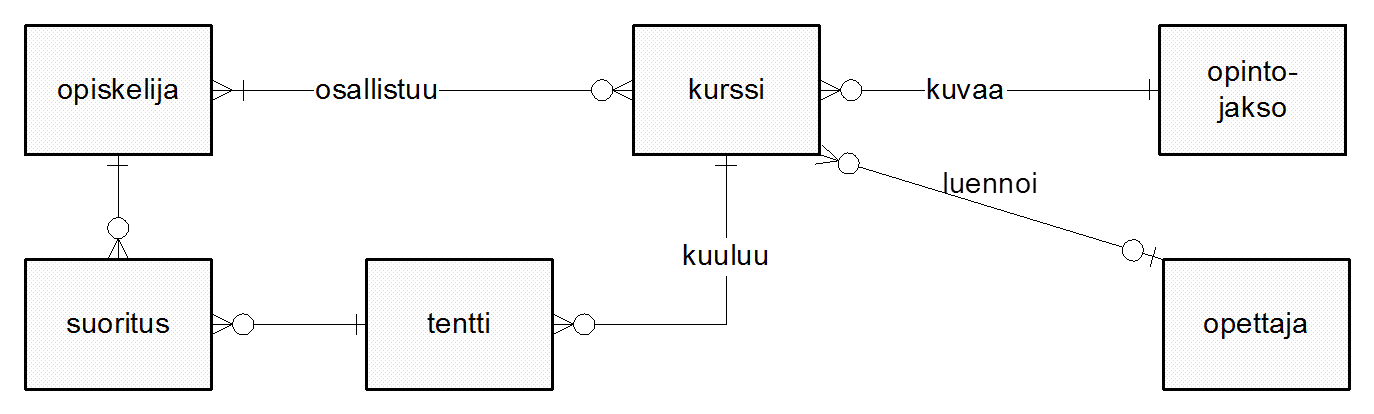 opiskelija
osallistuu
kurssi
kuvaa
opinto-
jakso
luennoi
kuuluu
suoritus
tentti
opettaja